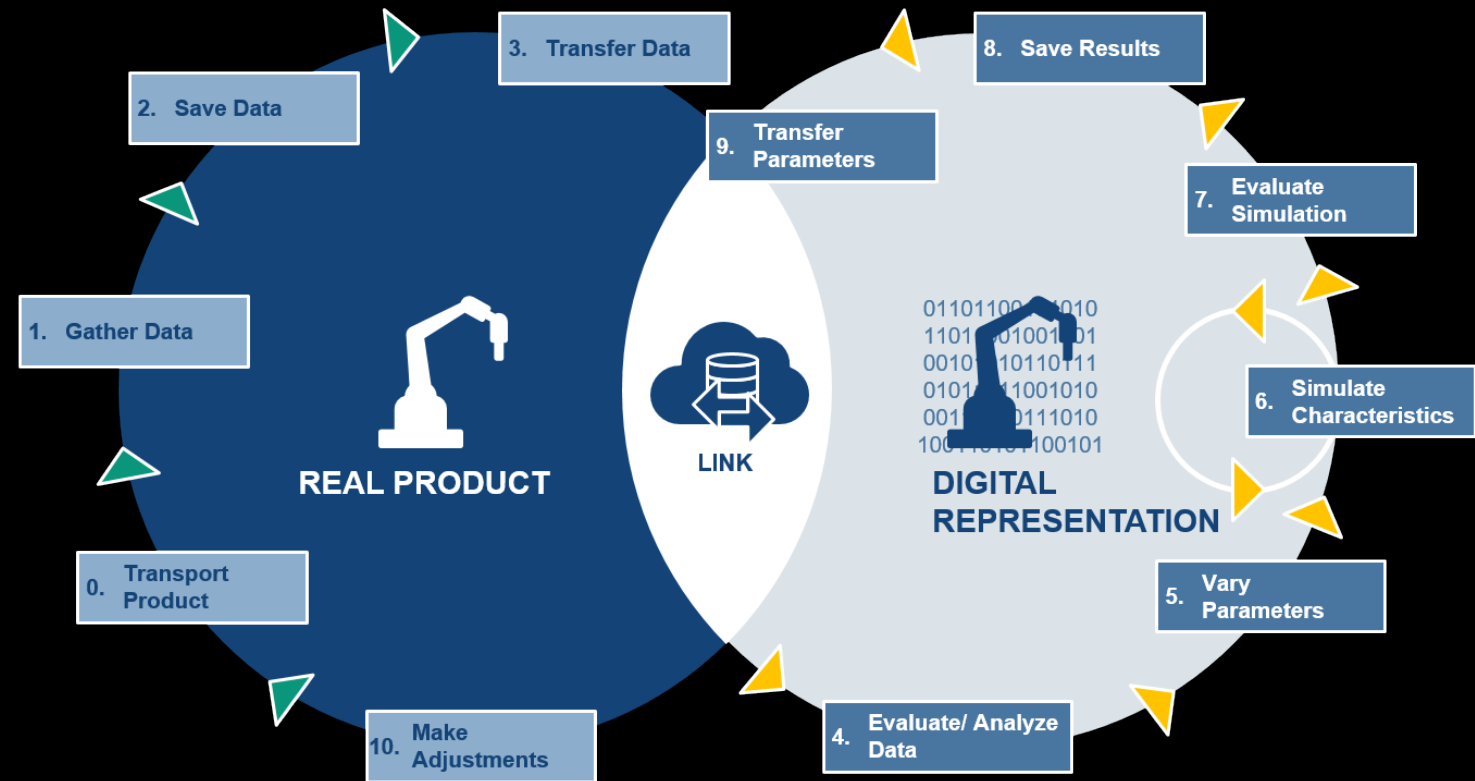 3. Transfer Data
8. Save Results
2. Save Data
9. Transfer
Parameters
7. Evaluate
Simulation
1. Gather Data
6. Simulate
Characteristics
LINK
REAL PRODUCT
DIGITAL
REPRESENTATION
0. Transport
Product
5. Vary
Parameters
4. Evaluate/ Analyze
Data
10. Make
Adjustments